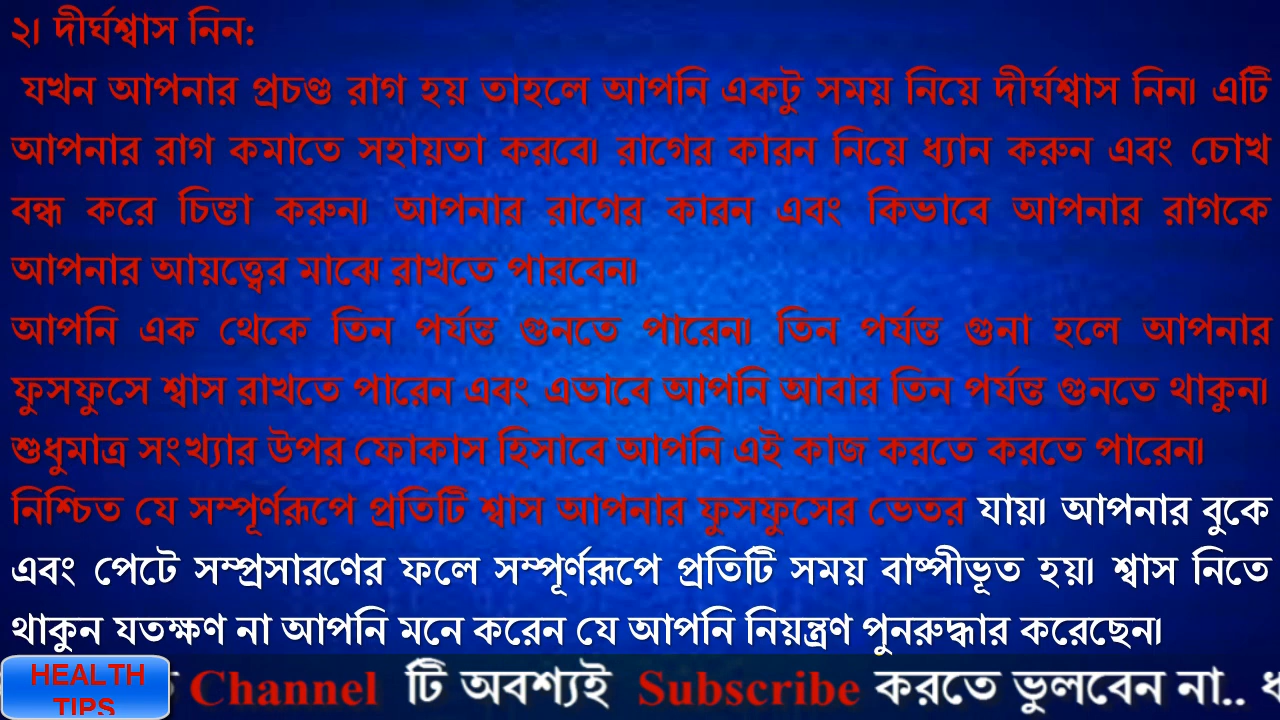 ২। দীর্ঘশ্বাস নিন:
যখন আপনার প্রচণ্ড রাগ হয় তাহলে আপনি একটু সময় নিয়ে দীর্ঘশ্বাস নিন। এটি
আপনার রাগ কমাতে সহায়তা করবে। রাগের কারন নিয়ে ধ্যান করুন এবং চোখ
বন্ধ করে চিন্তা করুন। আপনার রাগের কারন এবং কিভাবে আপনার রাগকে
আপনার আয়ত্ত্বের মাঝে রাখতে পারবেন।
আপনি এক থেকে তিন পর্যন্ত গুনতে পারেন। তিন পর্যন্ত গুনা হলে আপনার
ফুসফুসে শ্বাস রাখতে পারেন এবং এভাবে আপনি আবার তিন পর্যন্ত গুনতে থাকুন।
শুধুমাত্র সংখ্যার উপর ফোকাস হিসাবে আপনি এই কাজ করতে করতে পারেন।
নিশ্চিত যে সম্পূর্ণরূপে প্রতিটি শ্বাস আপনার ফুসফুসের ভেতর যায়। আপনার বুকে
এবং পেটে সম্প্রসারণের ফলে সম্পূর্ণরূপে প্রতিটি সময় বাষ্পীভূত হয়। শ্বাস নিতে
থাকুন যতক্ষণ না আপনি মনে করেন যে আপনি নিয়ন্ত্রণ পুনরুদ্ধার করেছেন।
HEALTH
TIPS
Channel টি অবশ্যই Subscribe করতে ভুলবেন না..